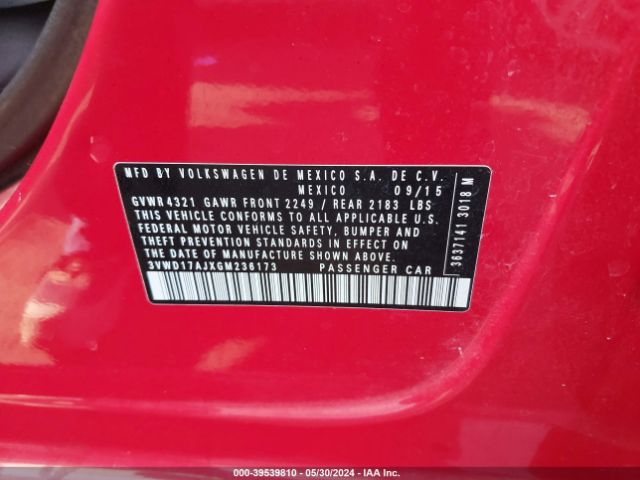 MFD BY VOLKSWAGEN DE MEXICO S.A. DE C.V.
MEXICO 09/15
GVWR 4321 GAWR FRONT 2249 / REAR 2183 LBS
THIS VEHICLE CONFORMS TO ALL APPLICABLE U.S.
FEDERAL MOTOR VEHICLE SAFETY, BUMPER AND
THEFT PREVENTION STANDARDS IN EFFECT ON
THE DATE OF MANUFACTURE SHOWN ABOVE.
3VWD17AJXGM236173 PASSENGER CAR
3637141 3018 M
© - 39539810 - 05/30/2024 - IAA Inc.